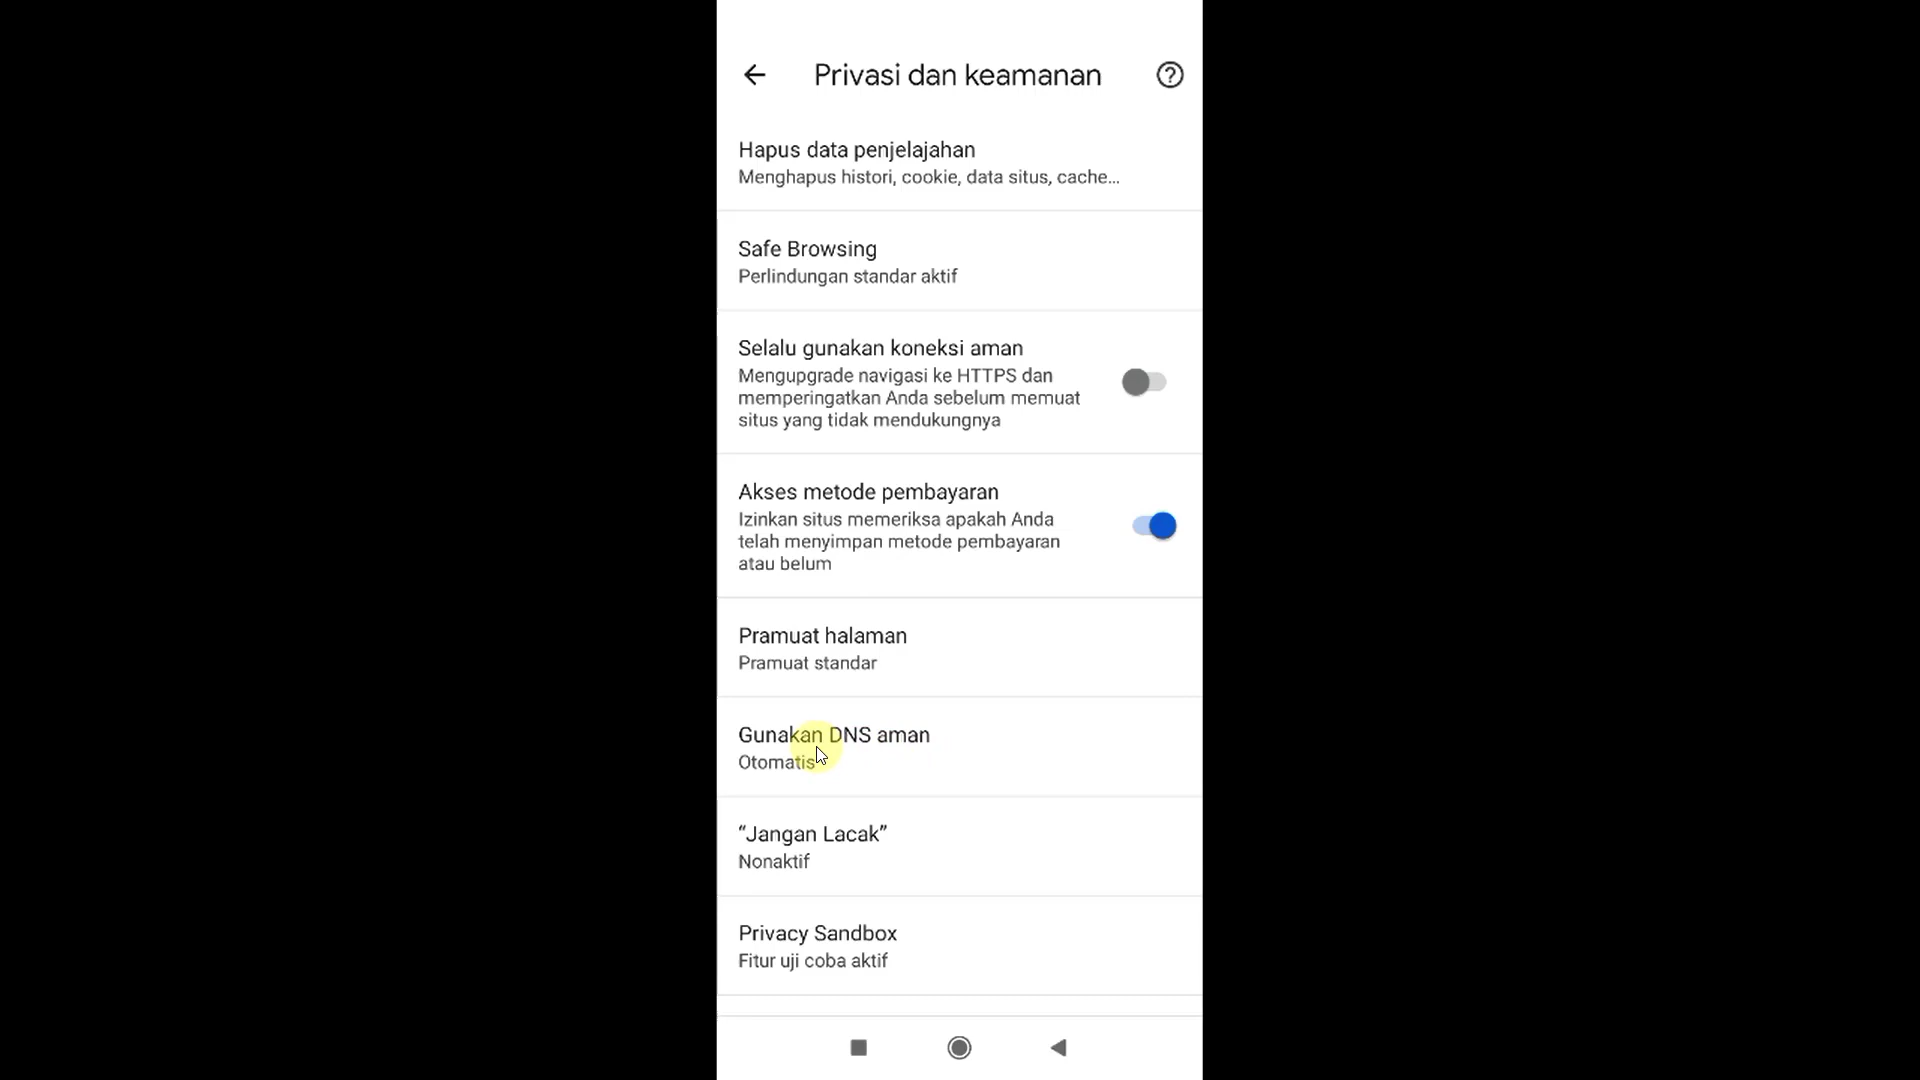 Privasi dan keamanan
Hapus data penjelajahan
Menghapus histori, cookie, data situs, cache…
Safe Browsing
Perlindungan standar aktif
Selalu gunakan koneksi aman
Mengupgrade navigasi ke HTTPS dan
memperingatkan Anda sebelum memuat
situs yang tidak mendukungnya
Akses metode pembayaran
Izinkan situs memeriksa apakah Anda
telah menyimpan metode pembayaran
atau belum
Pramuat halaman
Pramuat standar
Gunakan DNS aman
Otomatis
“Jangan Lacak”
Nonaktif
Privacy Sandbox
Fitur uji coba aktif